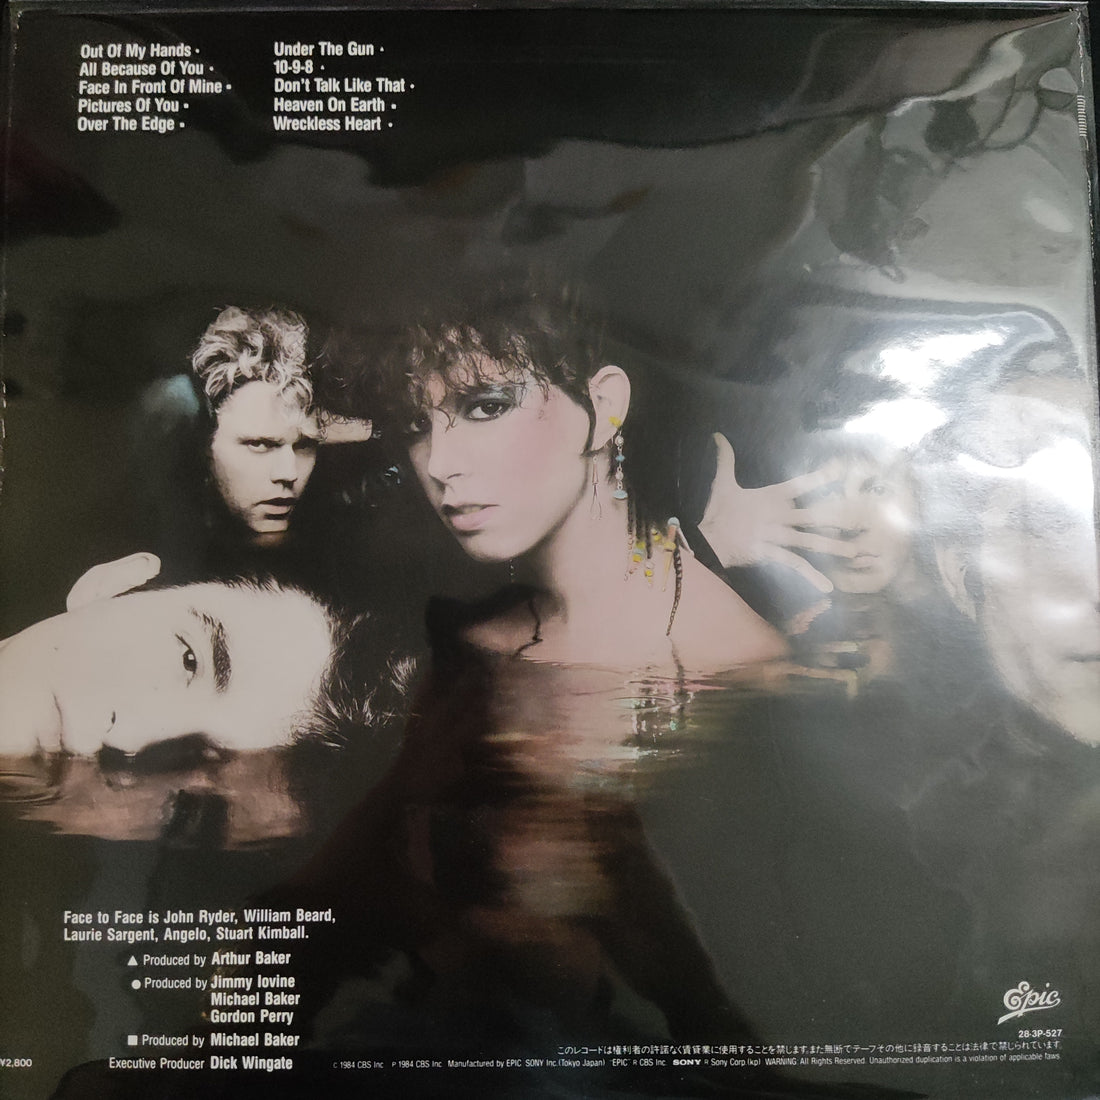 Out Of My Hands •
All Because Of You •
Face In Front Of Mine •
Pictures Of You •
Over The Edge •
Under The Gun •
10-9-8 •
Don't Talk Like That •
Heaven On Earth •
Wreckless Heart •
Face to Face is John Ryder, William Beard,
Laurie Sargent, Angelo, Stuart Kimball.
▲ Produced by Arthur Baker
● Produced by Jimmy Iovine
Michael Baker
Gordon Perry
■ Produced by Michael Baker
Executive Producer Dick Wingate
¥2,800
Epic
28·3P-527
このレコードは権利者の許諾なく賃貸業に使用することを禁じます。また無断でテープその他に録音することは法律で禁じられています。
© 1984 CBS Inc. ℗ 1984 CBS Inc. Manufactured by EPIC SONY Inc. (Tokyo Japan) "EPIC" ® CBS Inc. SONY ® Sony Corp. (kp) WARNING: All Rights Reserved. Unauthorized duplication is a violation of applicable laws.